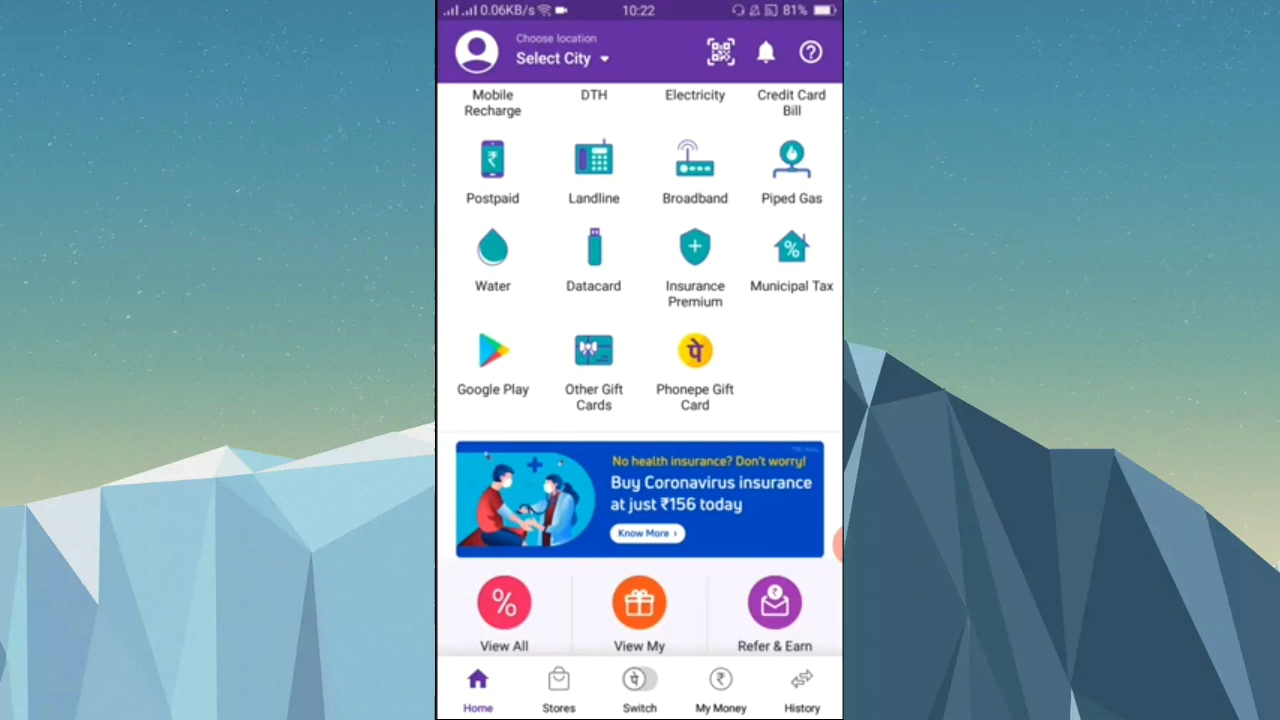 0.06KB/s 10:22 81%
Choose location
Select City
Mobile Recharge DTH Electricity Credit Card Bill
₹
Postpaid Landline Broadband Piped Gas
%
Water Datacard Insurance Premium Municipal Tax
पे
Google Play Other Gift Cards Phonepe Gift Card
No health insurance? Don't worry!
Buy Coronavirus insurance
at just ₹156 today
Know More ›
% ₹
View All View My Refer & Earn
पे ₹
Home Stores Switch My Money History